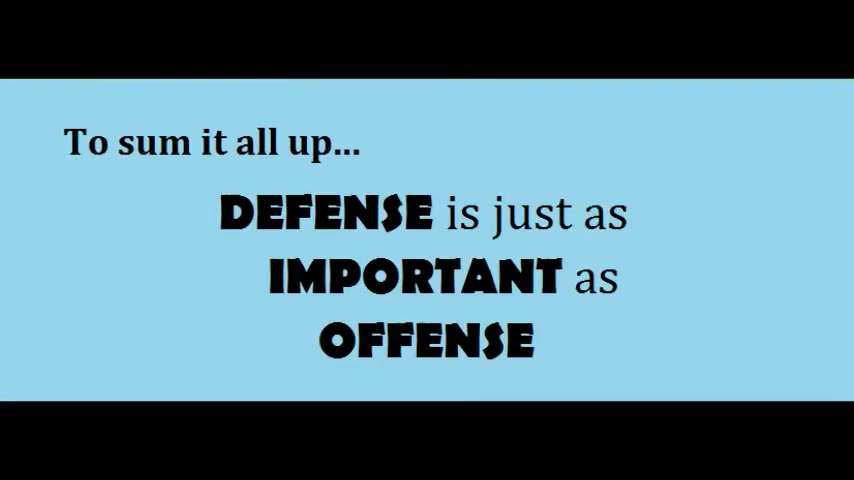 To sum it all up...
DEFENSE is just as
IMPORTANT as
OFFENSE